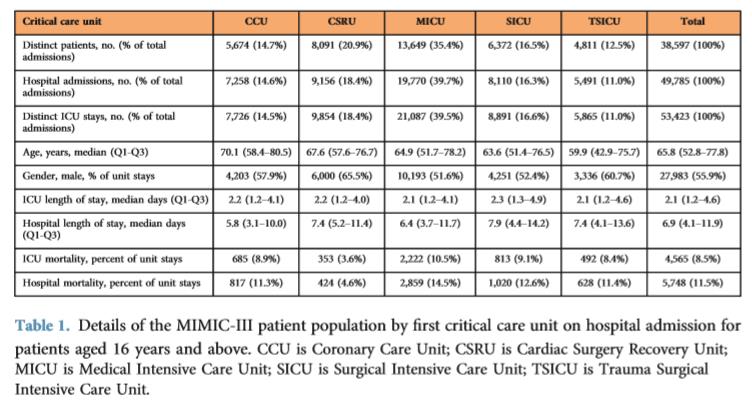 Critical care unit CCU CSRU MICU SICU TSICU Total
Distinct patients, no. (% of total admissions) 5,674 (14.7%) 8,091 (20.9%) 13,649 (35.4%) 6,372 (16.5%) 4,811 (12.5%) 38,597 (100%)
Hospital admissions, no. (% of total admissions) 7,258 (14.6%) 9,156 (18.4%) 19,770 (39.7%) 8,110 (16.3%) 5,491 (11.0%) 49,785 (100%)
Distinct ICU stays, no. (% of total admissions) 7,726 (14.5%) 9,854 (18.4%) 21,087 (39.5%) 8,891 (16.6%) 5,865 (11.0%) 53,423 (100%)
Age, years, median (Q1-Q3) 70.1 (58.4–80.5) 67.6 (57.6–76.7) 64.9 (51.7–78.2) 63.6 (51.4–76.5) 59.9 (42.9–75.7) 65.8 (52.8–77.8)
Gender, male, % of unit stays 4,203 (57.9%) 6,000 (65.5%) 10,193 (51.6%) 4,251 (52.4%) 3,336 (60.7%) 27,983 (55.9%)
ICU length of stay, median days (Q1-Q3) 2.2 (1.2–4.1) 2.2 (1.2–4.0) 2.1 (1.2–4.1) 2.3 (1.3–4.9) 2.1 (1.2–4.6) 2.1 (1.2–4.6)
Hospital length of stay, median days (Q1-Q3) 5.8 (3.1–10.0) 7.4 (5.2–11.4) 6.4 (3.7–11.7) 7.9 (4.4–14.2) 7.4 (4.1–13.6) 6.9 (4.1–11.9)
ICU mortality, percent of unit stays 685 (8.9%) 353 (3.6%) 2,222 (10.5%) 813 (9.1%) 492 (8.4%) 4,565 (8.5%)
Hospital mortality, percent of unit stays 817 (11.3%) 424 (4.6%) 2,859 (14.5%) 1,020 (12.6%) 628 (11.4%) 5,748 (11.5%)
Table 1. Details of the MIMIC-III patient population by first critical care unit on hospital admission for
patients aged 16 years and above. CCU is Coronary Care Unit; CSRU is Cardiac Surgery Recovery Unit;
MICU is Medical Intensive Care Unit; SICU is Surgical Intensive Care Unit; TSICU is Trauma Surgical
Intensive Care Unit.